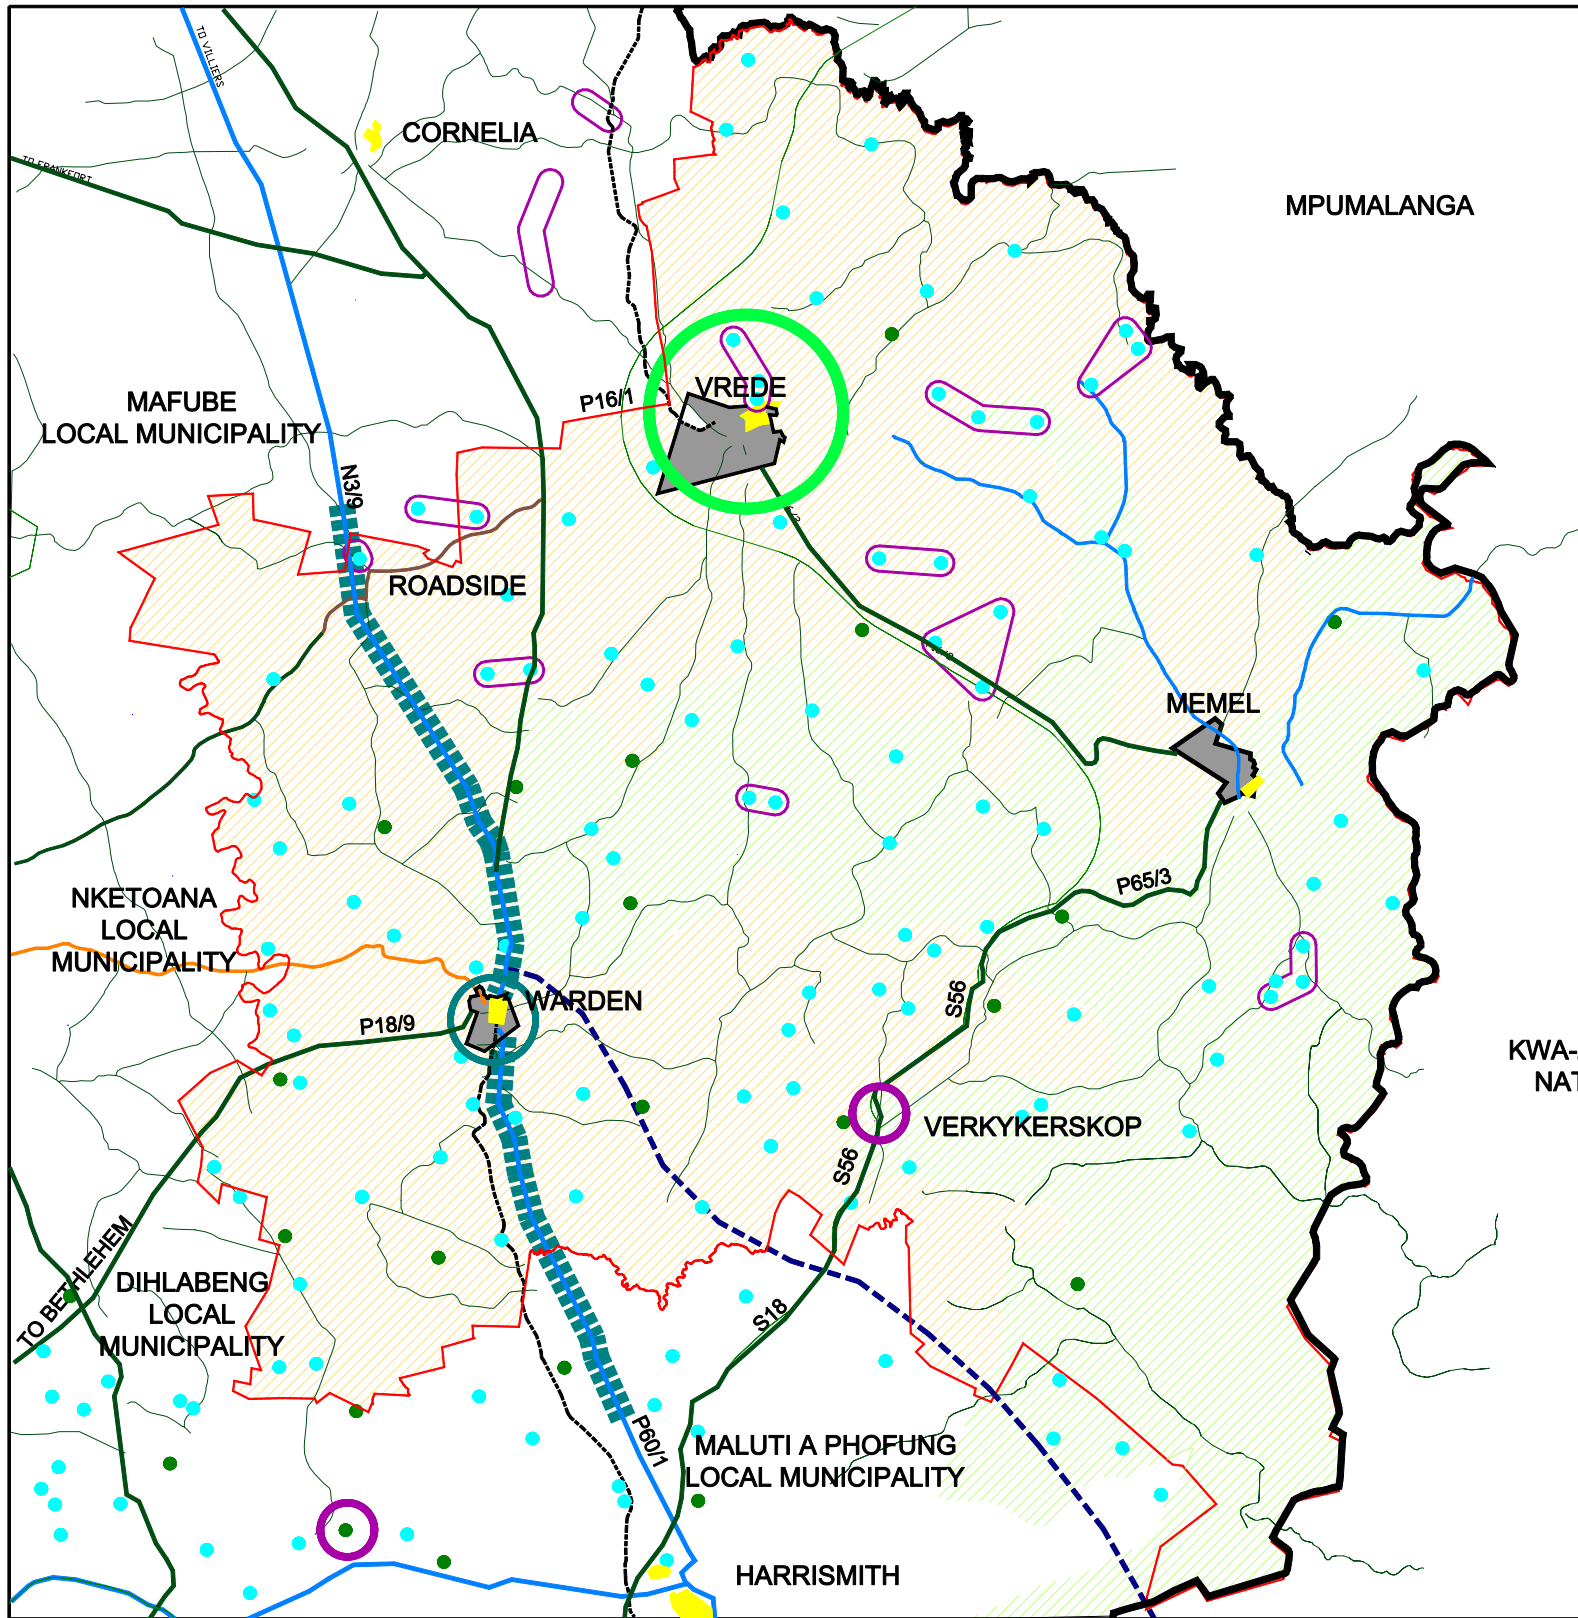 TO VILLIERS
CORNELIA
TO FRANKFORT
MPUMALANGA
VREDE
P16/1
MAFUBE
LOCAL MUNICIPALITY
N3/9
ROADSIDE
MEMEL
P65/3
NKETOANA
LOCAL
MUNICIPALITY
WARDEN
P18/9
S56
KWA-
NAT
VERKYKERSKOP
S56
TO BETHLEHEM
DIHLABENG
LOCAL
MUNICIPALITY
S18
P60/1
MALUTI A PHOFUNG
LOCAL MUNICIPALITY
HARRISMITH